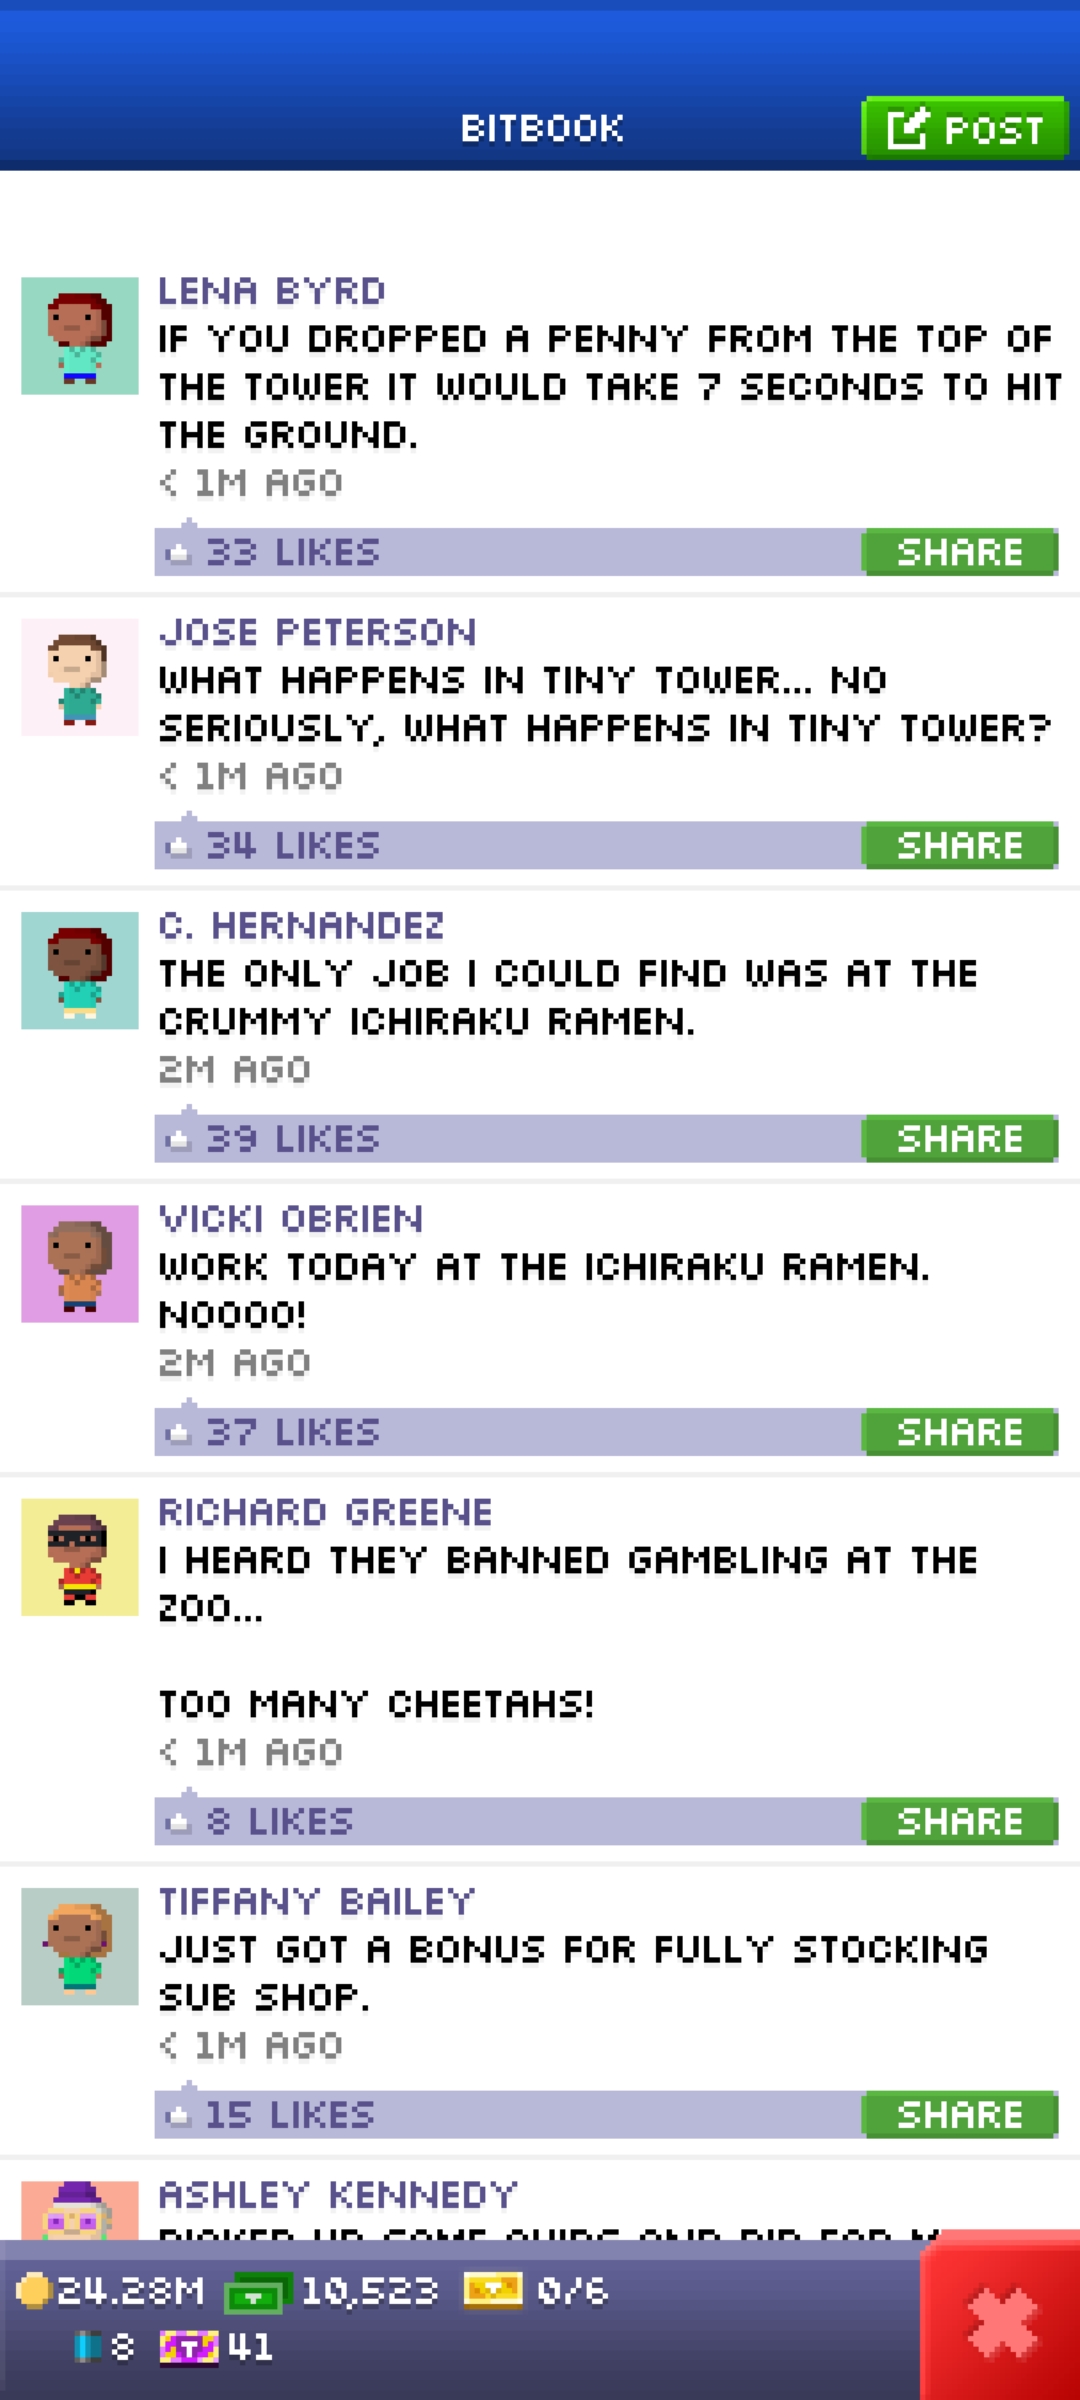 BITBOOK
POST
LENA BYRD
IF YOU DROPPED A PENNY FROM THE TOP OF
THE TOWER IT WOULD TAKE 7 SECONDS TO HIT
THE GROUND.
< 1M AGO
33 LIKES
SHARE
JOSE PETERSON
WHAT HAPPENS IN TINY TOWER... NO
SERIOUSLY, WHAT HAPPENS IN TINY TOWER?
< 1M AGO
34 LIKES
SHARE
C. HERNANDEZ
THE ONLY JOB I COULD FIND WAS AT THE
CRUMMY ICHIRAKU RAMEN.
2M AGO
39 LIKES
SHARE
VICKI OBRIEN
WORK TODAY AT THE ICHIRAKU RAMEN.
NOOOO!
2M AGO
37 LIKES
SHARE
RICHARD GREENE
I HEARD THEY BANNED GAMBLING AT THE
ZOO...
TOO MANY CHEETAHS!
< 1M AGO
8 LIKES
SHARE
TIFFANY BAILEY
JUST GOT A BONUS FOR FULLY STOCKING
SUB SHOP.
< 1M AGO
15 LIKES
SHARE
ASHLEY KENNEDY
24.28M 10,523 0/6
8 41